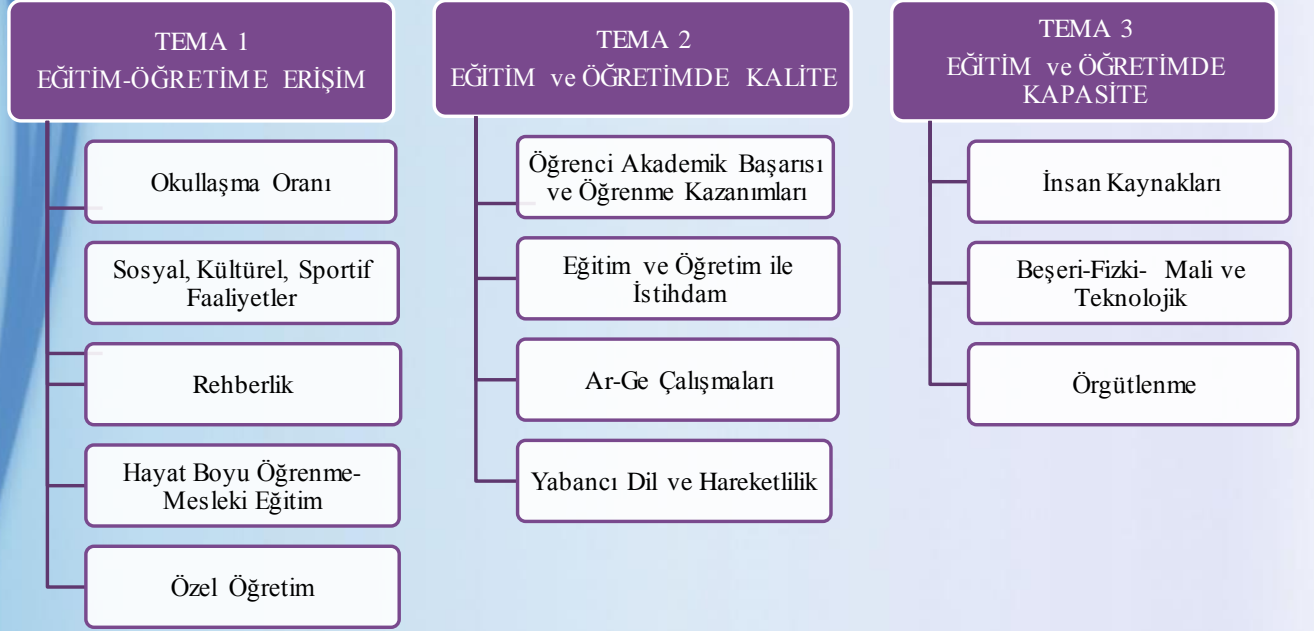 TEMA 1
EĞİTİM-ÖĞRETİME ERİŞİM
Okullaşma Oranı
Sosyal, Kültürel, Sportif
Faaliyetler
Rehberlik
Hayat Boyu Öğrenme-
Mesleki Eğitim
Özel Öğretim
TEMA 2
EĞİTİM ve ÖĞRETİMDE KALİTE
Öğrenci Akademik Başarısı
ve Öğrenme Kazanımları
Eğitim ve Öğretim ile
İstihdam
Ar-Ge Çalışmaları
Yabancı Dil ve Hareketlilik
TEMA 3
EĞİTİM ve ÖĞRETİMDE
KAPASİTE
İnsan Kaynakları
Beşeri-Fizki- Mali ve
Teknolojik
Örgütlenme